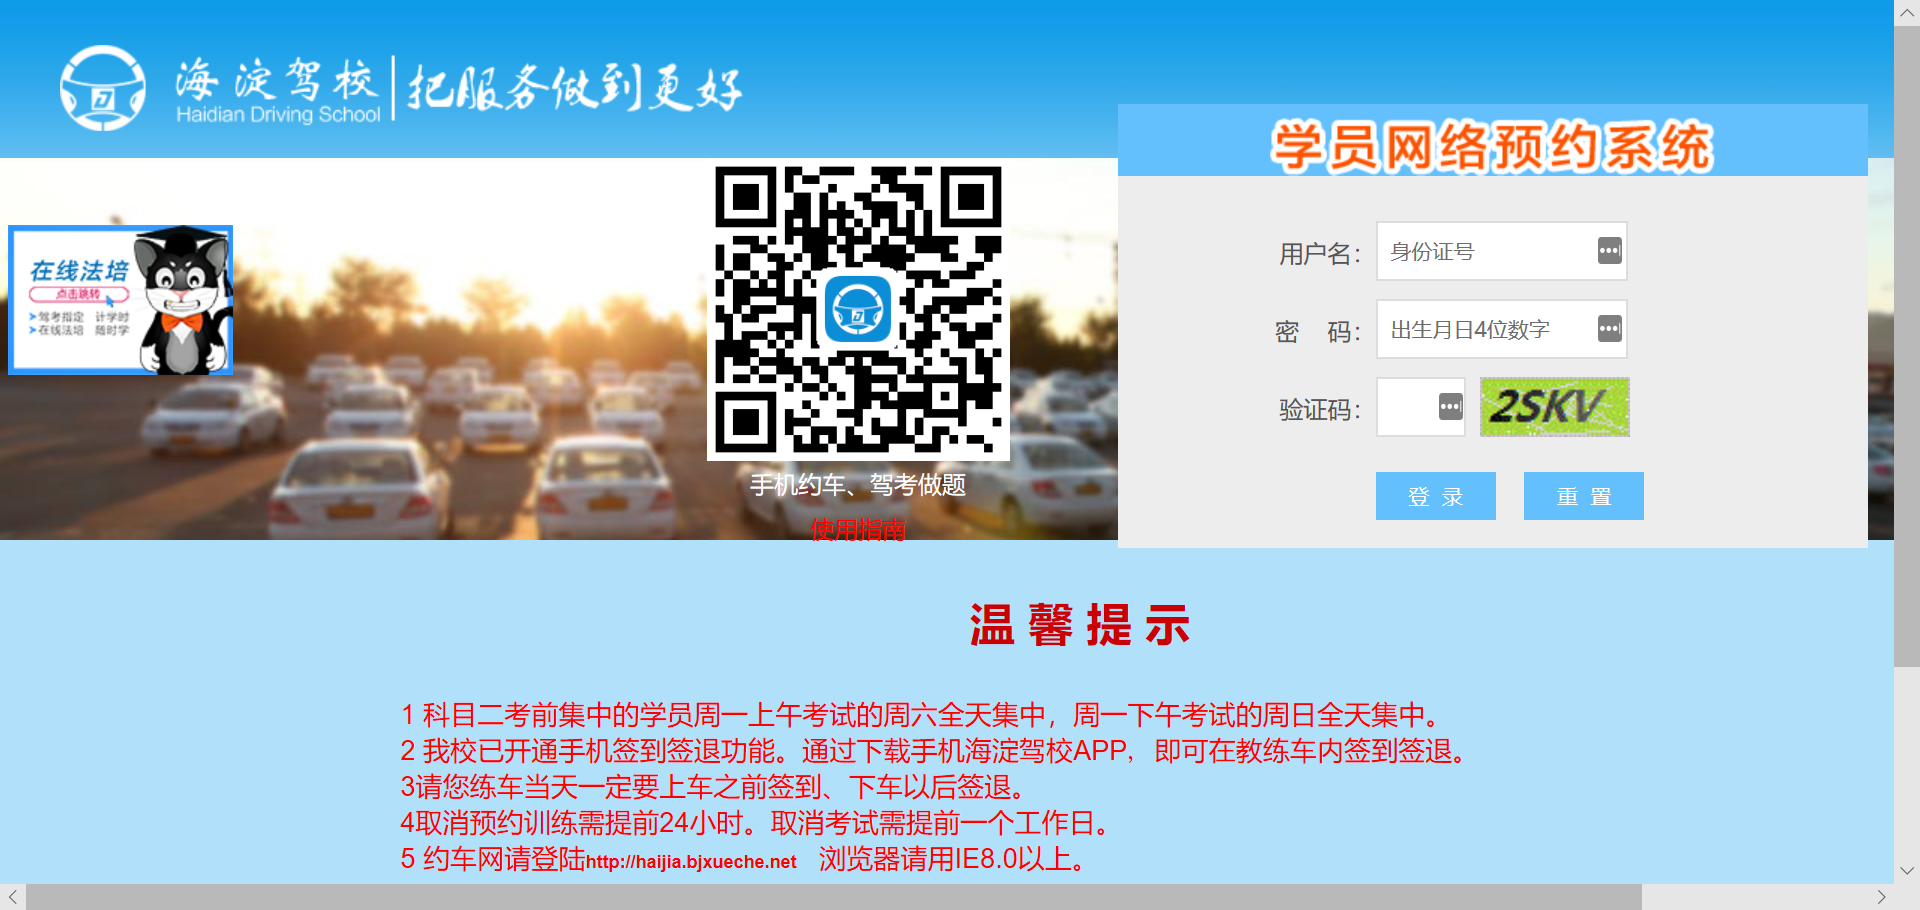 海淀驾校
Haidian Driving School
把服务做到更好
学员网络预约系统
在线法培
点击跳转
驾考指定 计学时
在线法培 随时学
手机约车、驾考做题
使用指南
用户名：
身份证号
密 码：
出生月日4位数字
验证码：
2SKV
登 录
重 置
温馨提示
1 科目二考前集中的学员周一上午考试的周六全天集中，周一下午考试的周日全天集中。
2 我校已开通手机签到签退功能。通过下载手机海淀驾校APP，即可在教练车内签到签退。
3请您练车当天一定要上车之前签到、下车以后签退。
4取消预约训练需提前24小时。取消考试需提前一个工作日。
5 约车网请登陆http://haijia.bjxueche.net 浏览器请用IE8.0以上。